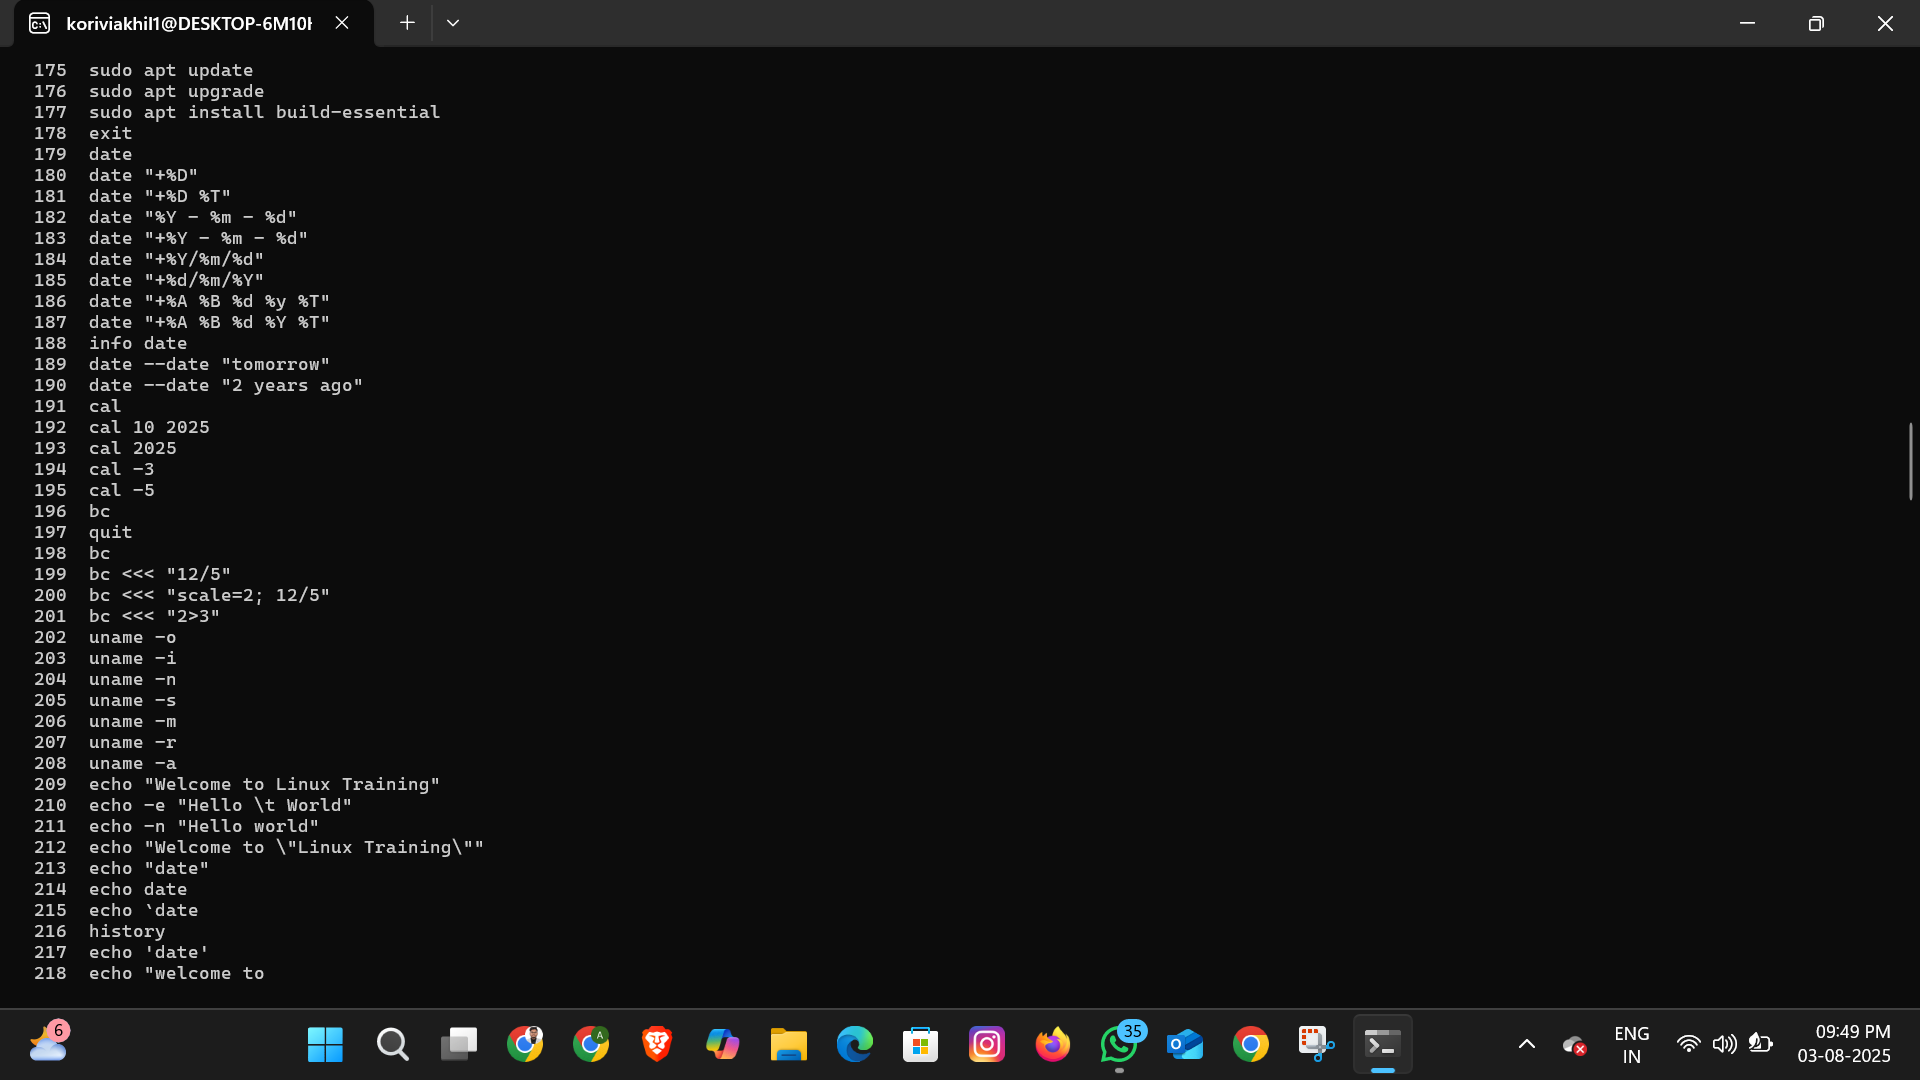 koriviakhil1@DESKTOP-6M10
175 sudo apt update
176 sudo apt upgrade
177 sudo apt install build-essential
178 exit
179 date
180 date "+%D"
181 date "+%D %T"
182 date "%Y - %m - %d"
183 date "+%Y - %m - %d"
184 date "+%Y/%m/%d"
185 date "+%d/%m/%Y"
186 date "+%A %B %d %y %T"
187 date "+%A %B %d %Y %T"
188 info date
189 date --date "tomorrow"
190 date --date "2 years ago"
191 cal
192 cal 10 2025
193 cal 2025
194 cal -3
195 cal -5
196 bc
197 quit
198 bc
199 bc <<< "12/5"
200 bc <<< "scale=2; 12/5"
201 bc <<< "2>3"
202 uname -o
203 uname -i
204 uname -n
205 uname -s
206 uname -m
207 uname -r
208 uname -a
209 echo "Welcome to Linux Training"
210 echo -e "Hello \t World"
211 echo -n "Hello world"
212 echo "Welcome to \"Linux Training\""
213 echo "date"
214 echo date
215 echo `date
216 history
217 echo 'date'
218 echo "welcome to
6
A
35
ENG
IN
09:49 PM
03-08-2025